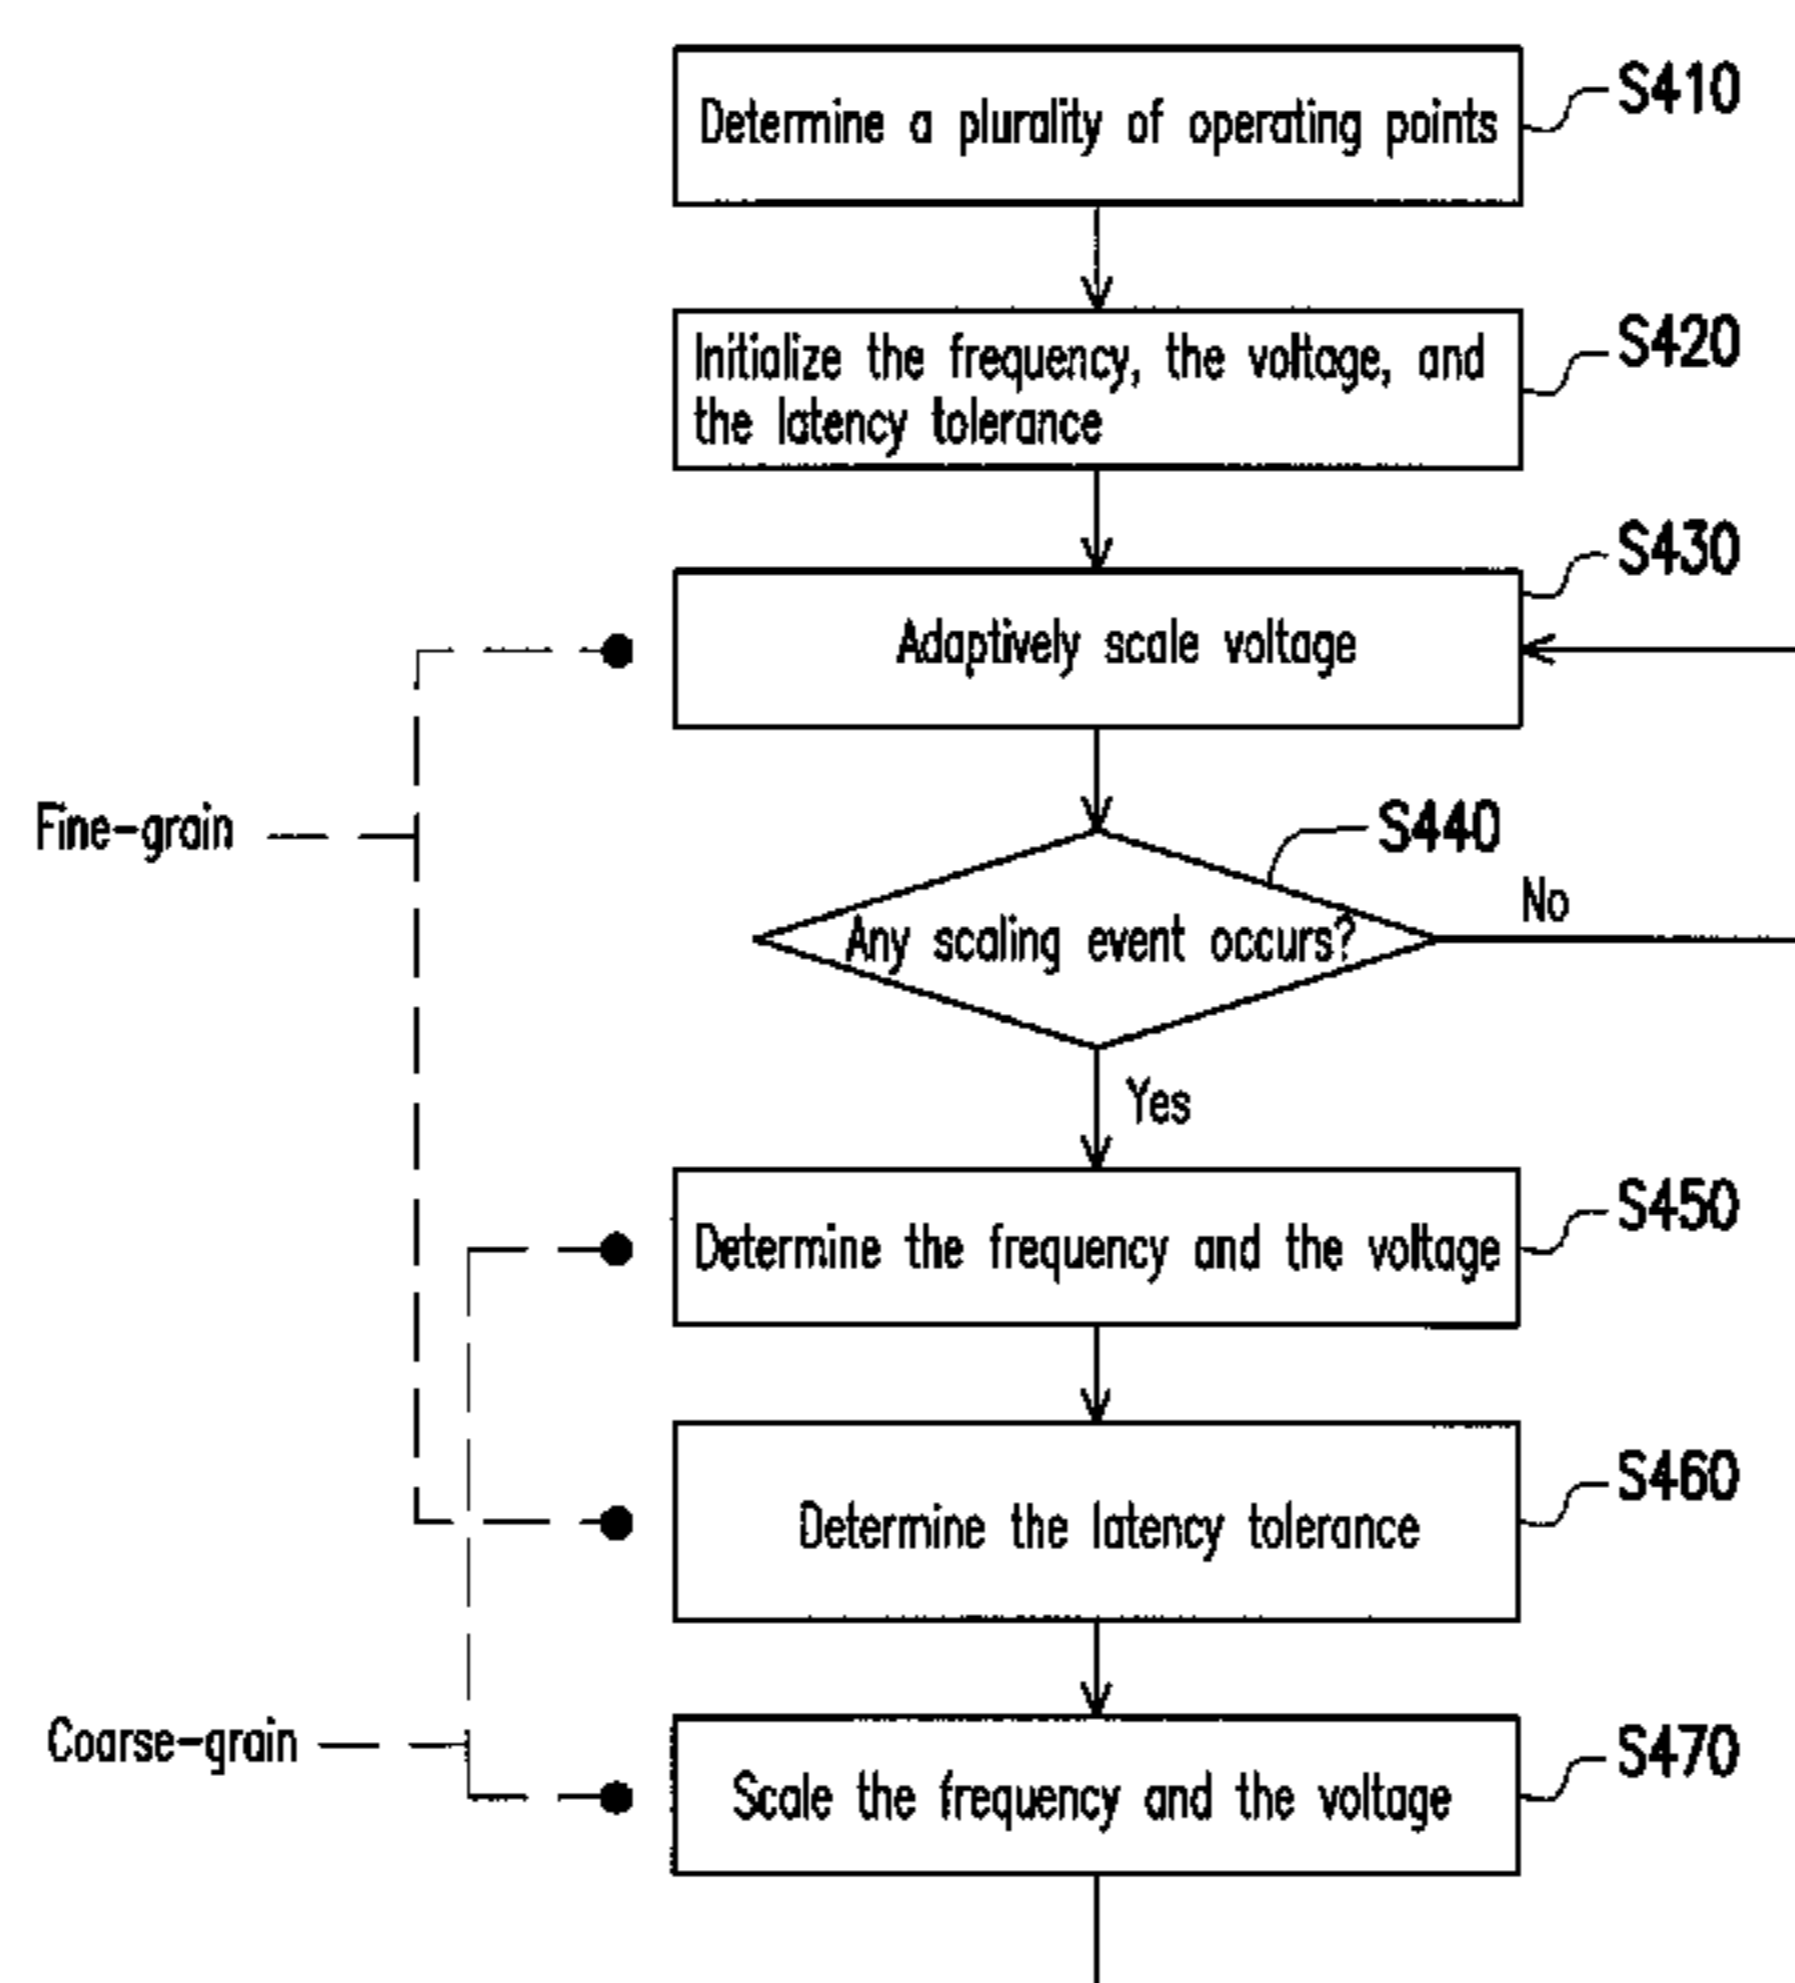 Determine a plurality of operating points
S410
Initialize the frequency, the voltage, and
the latency tolerance
S420
Adaptively scale voltage
S430
Fine-grain
Any scaling event occurs?
S440
No
Yes
Determine the frequency and the voltage
S450
Determine the latency tolerance
S460
Coarse-grain
Scale the frequency and the voltage
S470